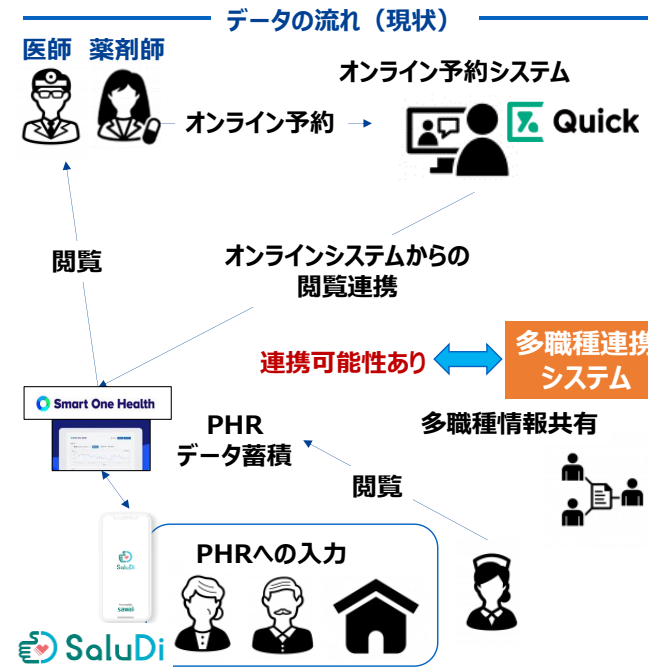 データの流れ（現状）
医師 薬剤師
オンライン予約システム
オンライン予約
Quick
閲覧
オンラインシステムからの
閲覧連携
連携可能性あり
多職種連携
システム
Smart One Health
PHR
データ蓄積
多職種情報共有
閲覧
PHRへの入力
SaluDi
sawai
SaluDi